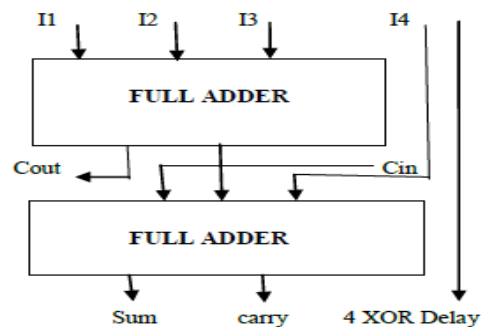 I1 I2 I3 I4
FULL ADDER
Cout Cin
FULL ADDER
Sum carry 4 XOR Delay